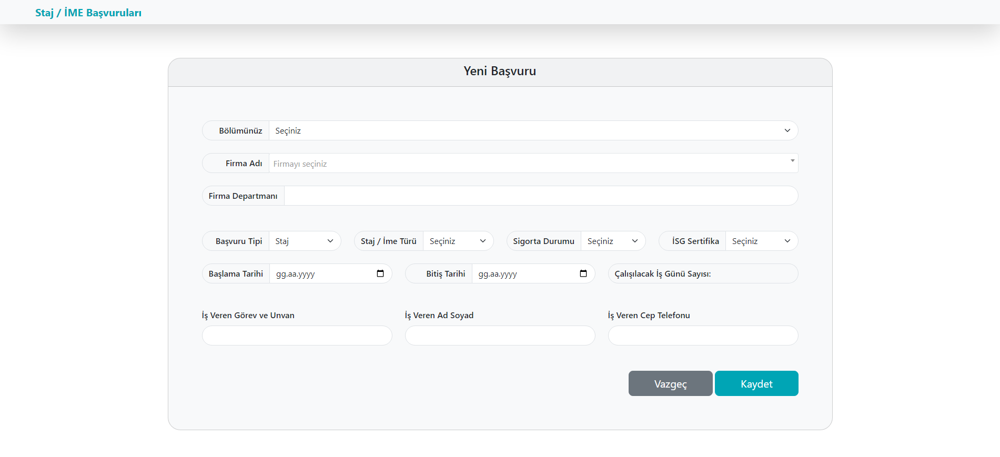 Staj / İME Başvuruları
Yeni Başvuru
Bölümünüz Seçiniz
Firma Adı Firmayı seçiniz
Firma Departmanı
Başvuru Tipi Staj Staj / İme Türü Seçiniz Sigorta Durumu Seçiniz İSG Sertifika Seçiniz
Başlama Tarihi gg.aa.yyyy Bitiş Tarihi gg.aa.yyyy Çalışılacak İş Günü Sayısı:
İş Veren Görev ve Unvan İş Veren Ad Soyad İş Veren Cep Telefonu
Vazgeç Kaydet